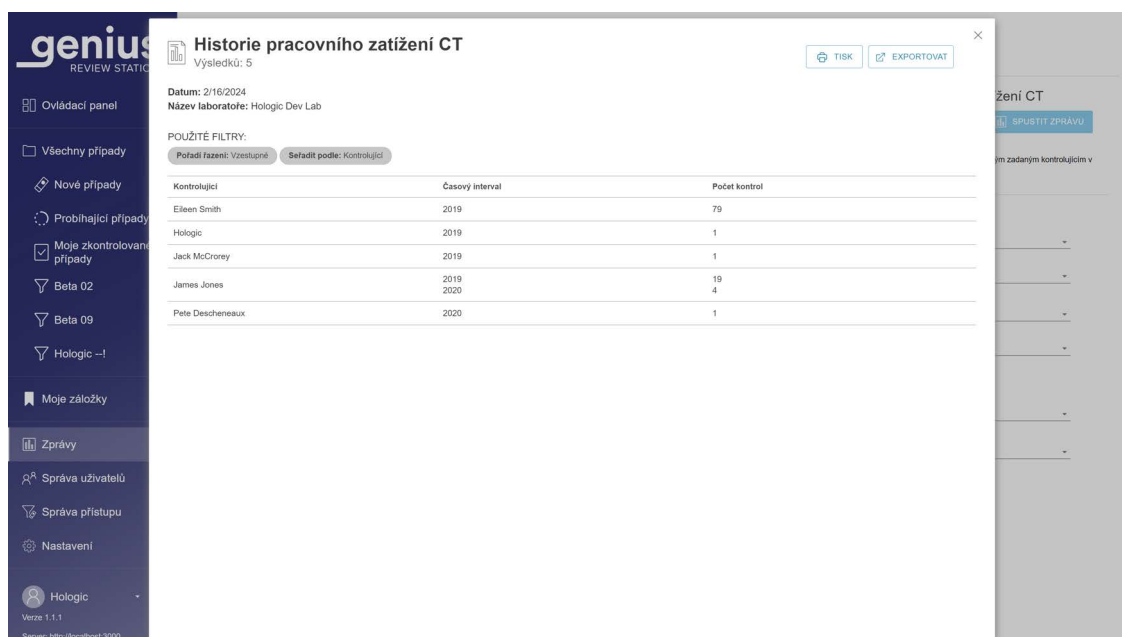 genius
REVIEW STATIO
Ovládací panel
Všechny případy
Nové případy
Probíhající případy
Moje zkontrolované
případy
Beta 02
Beta 09
Hologic --!
Moje záložky
Zprávy
Správa uživatelů
Správa přístupu
Nastavení
Hologic
Verze 1.1.1
Server: http://localhost:3000
Historie pracovního zatížení CT
Výsledků: 5
TISK
EXPORTOVAT
Datum: 2/16/2024
Název laboratoře: Hologic Dev Lab
POUŽITÉ FILTRY:
Pořadí řazení: Vzestupné
Seřadit podle: Kontrolující
Kontrolující Časový interval Počet kontrol
Eileen Smith 2019 79
Hologic 2019 1
Jack McCrorey 2019 1
James Jones 2019 19
2020 4
Pete Descheneaux 2020 1
žení CT
SPUSTIT ZPRÁVU
ým zadaným kontrolujícím v